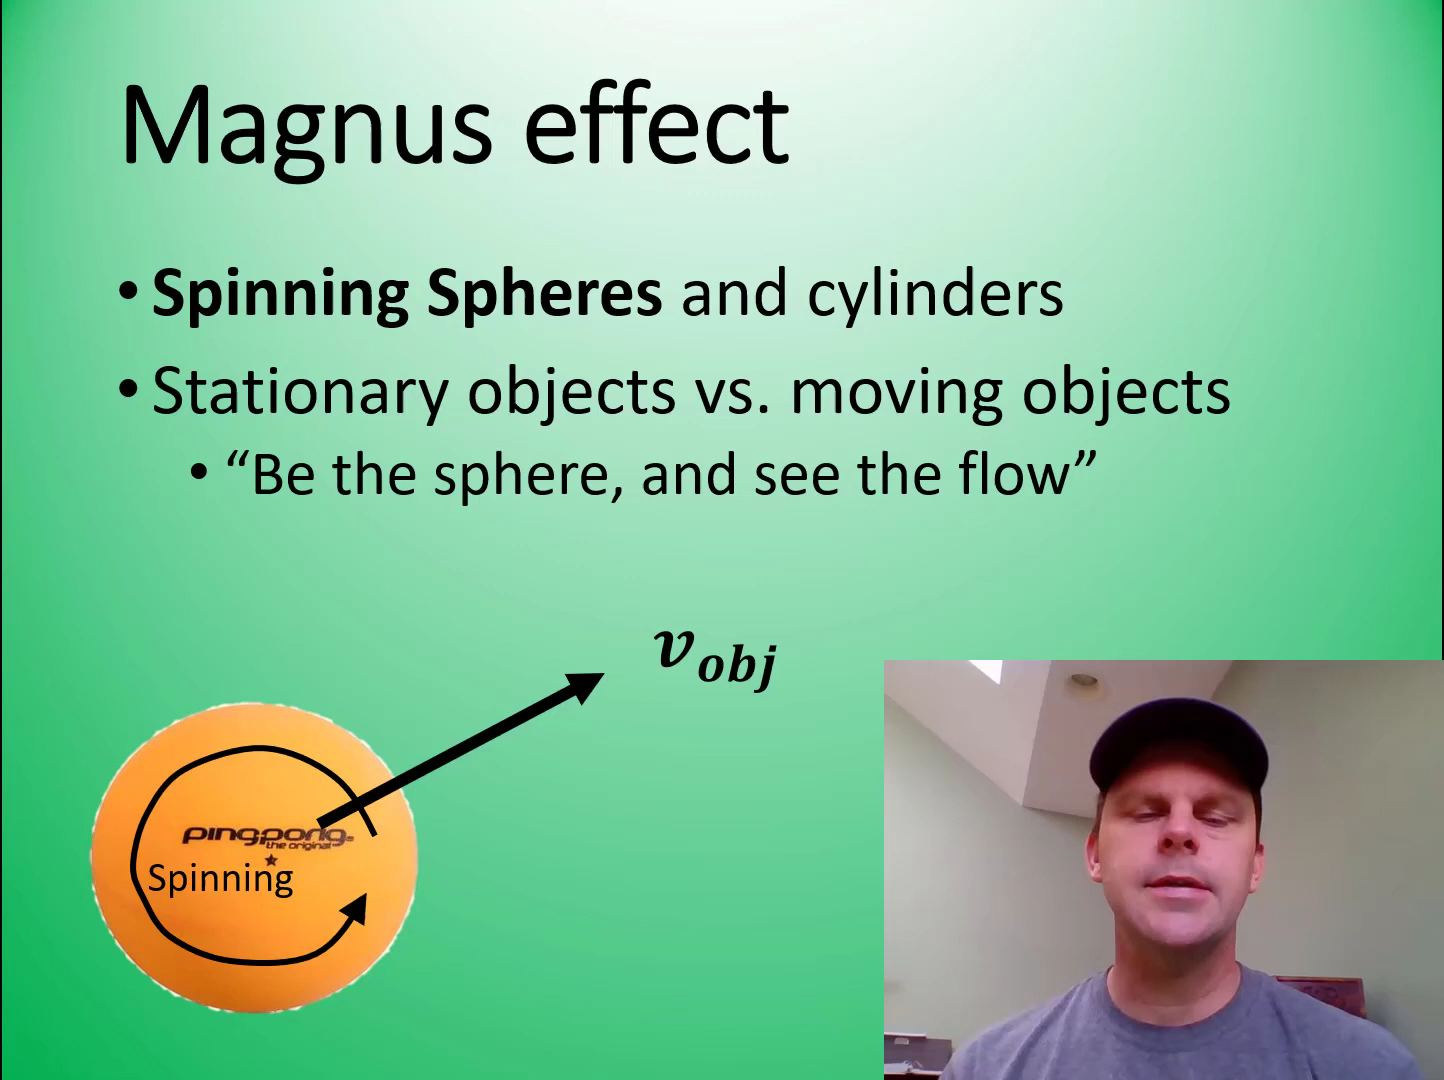 Magnus effect
• Spinning Spheres and cylinders
• Stationary objects vs. moving objects
• “Be the sphere, and see the flow”
v_obj
pingpong
the original
Spinning